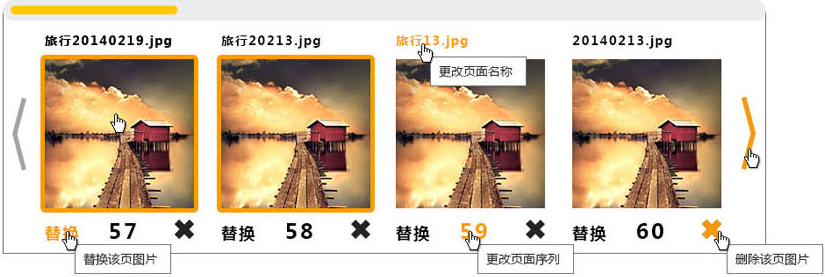 旅行20140219.jpg
旅行20213.jpg
旅行13.jpg
20140213.jpg
更改页面名称
替换 57 ✖
替换 58 ✖
替换 59 ✖
替换 60 ✖
替换该页图片
更改页面序列
删除该页图片